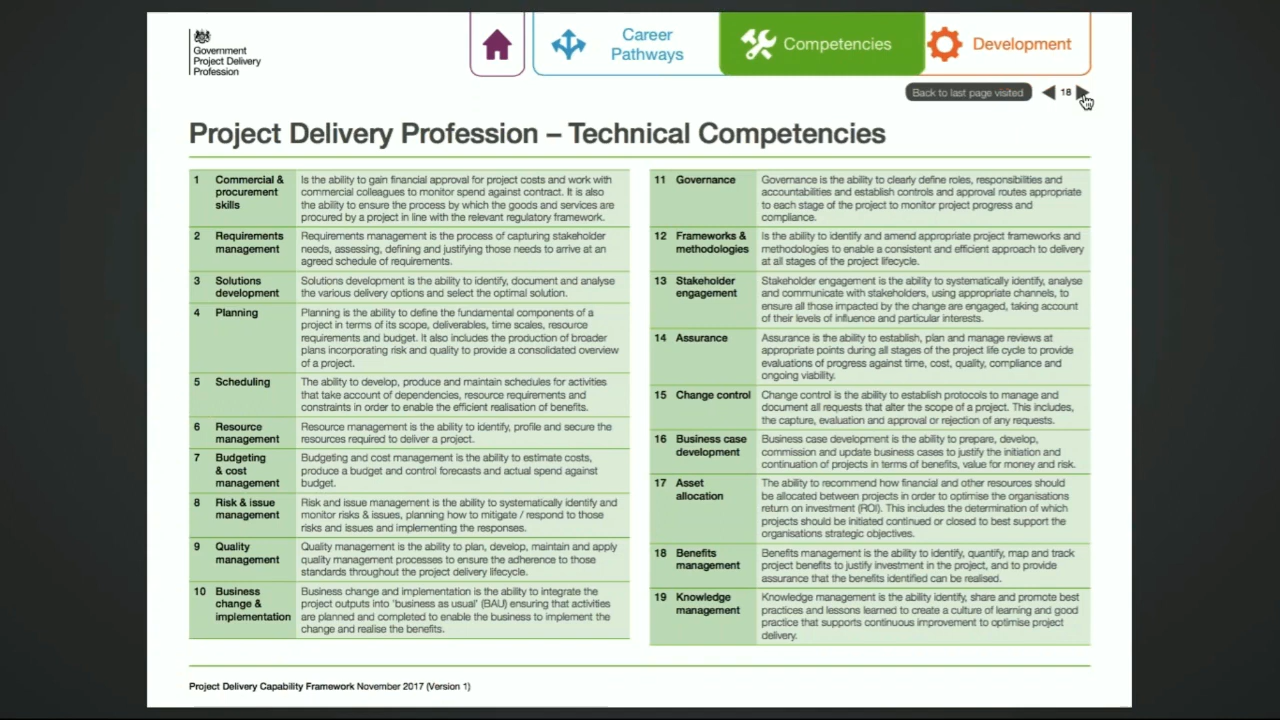 Government
Project Delivery
Profession
Career
Pathways
Competencies
Development
Back to last page visited
18
Project Delivery Profession – Technical Competencies
1 Commercial & procurement skills
Is the ability to gain financial approval for project costs and work with
commercial colleagues to monitor spend against contract. It is also
the ability to ensure the process by which the goods and services are
procured by a project in line with the relevant regulatory framework.
2 Requirements management
Requirements management is the process of capturing stakeholder
needs, assessing, defining and justifying those needs to arrive at an
agreed schedule of requirements.
3 Solutions development
Solutions development is the ability to identify, document and analyse
the various delivery options and select the optimal solution.
4 Planning
Planning is the ability to define the fundamental components of a
project in terms of its scope, deliverables, time scales, resource
requirements and budget. It also includes the production of broader
plans incorporating risk and quality to provide a consolidated overview
of a project.
5 Scheduling
The ability to develop, produce and maintain schedules for activities
that take account of dependencies, resource requirements and
constraints in order to enable the efficient realisation of benefits.
6 Resource management
Resource management is the ability to identify, profile and secure the
resources required to deliver a project.
7 Budgeting & cost management
Budgeting and cost management is the ability to estimate costs,
produce a budget and control forecasts and actual spend against
budget.
8 Risk & issue management
Risk and issue management is the ability to systematically identify and
monitor risks & issues, planning how to mitigate / respond to those
risks and issues and implementing the responses.
9 Quality management
Quality management is the ability to plan, develop, maintain and apply
quality management processes to ensure the adherence to those
standards throughout the project delivery lifecycle.
10 Business change & implementation
Business change and implementation is the ability to integrate the
project outputs into 'business as usual' (BAU) ensuring that activities
are planned and completed to enable the business to implement the
change and realise the benefits.
11 Governance
Governance is the ability to clearly define roles, responsibilities and
accountabilities and establish controls and approval routes appropriate
to each stage of the project to monitor project progress and
compliance.
12 Frameworks & methodologies
Is the ability to identify and amend appropriate project frameworks and
methodologies to enable a consistent and efficient approach to delivery
at all stages of the project lifecycle.
13 Stakeholder engagement
Stakeholder engagement is the ability to systematically identify, analyse
and communicate with stakeholders, using appropriate channels, to
ensure all those impacted by the change are engaged, taking account
of their levels of influence and particular interests.
14 Assurance
Assurance is the ability to establish, plan and manage reviews at
appropriate points during all stages of the project life cycle to provide
evaluations of progress against time, cost, quality, compliance and
ongoing viability.
15 Change control
Change control is the ability to establish protocols to manage and
document all requests that alter the scope of a project. This includes,
the capture, evaluation and approval or rejection of any requests.
16 Business case development
Business case development is the ability to prepare, develop,
commission and update business cases to justify the initiation and
continuation of projects in terms of benefits, value for money and risk.
17 Asset allocation
The ability to recommend how financial and other resources should
be allocated between projects in order to optimise the organisations
return on investment (ROI). This includes the determination of which
projects should be initiated continued or closed to best support the
organisations strategic objectives.
18 Benefits management
Benefits management is the ability to identify, quantify, map and track
project benefits to justify investment in the project, and to provide
assurance that the benefits identified can be realised.
19 Knowledge management
Knowledge management is the ability identify, share and promote best
practices and lessons learned to create a culture of learning and good
practice that supports continuous improvement to optimise project
delivery.
Project Delivery Capability Framework November 2017 (Version 1)